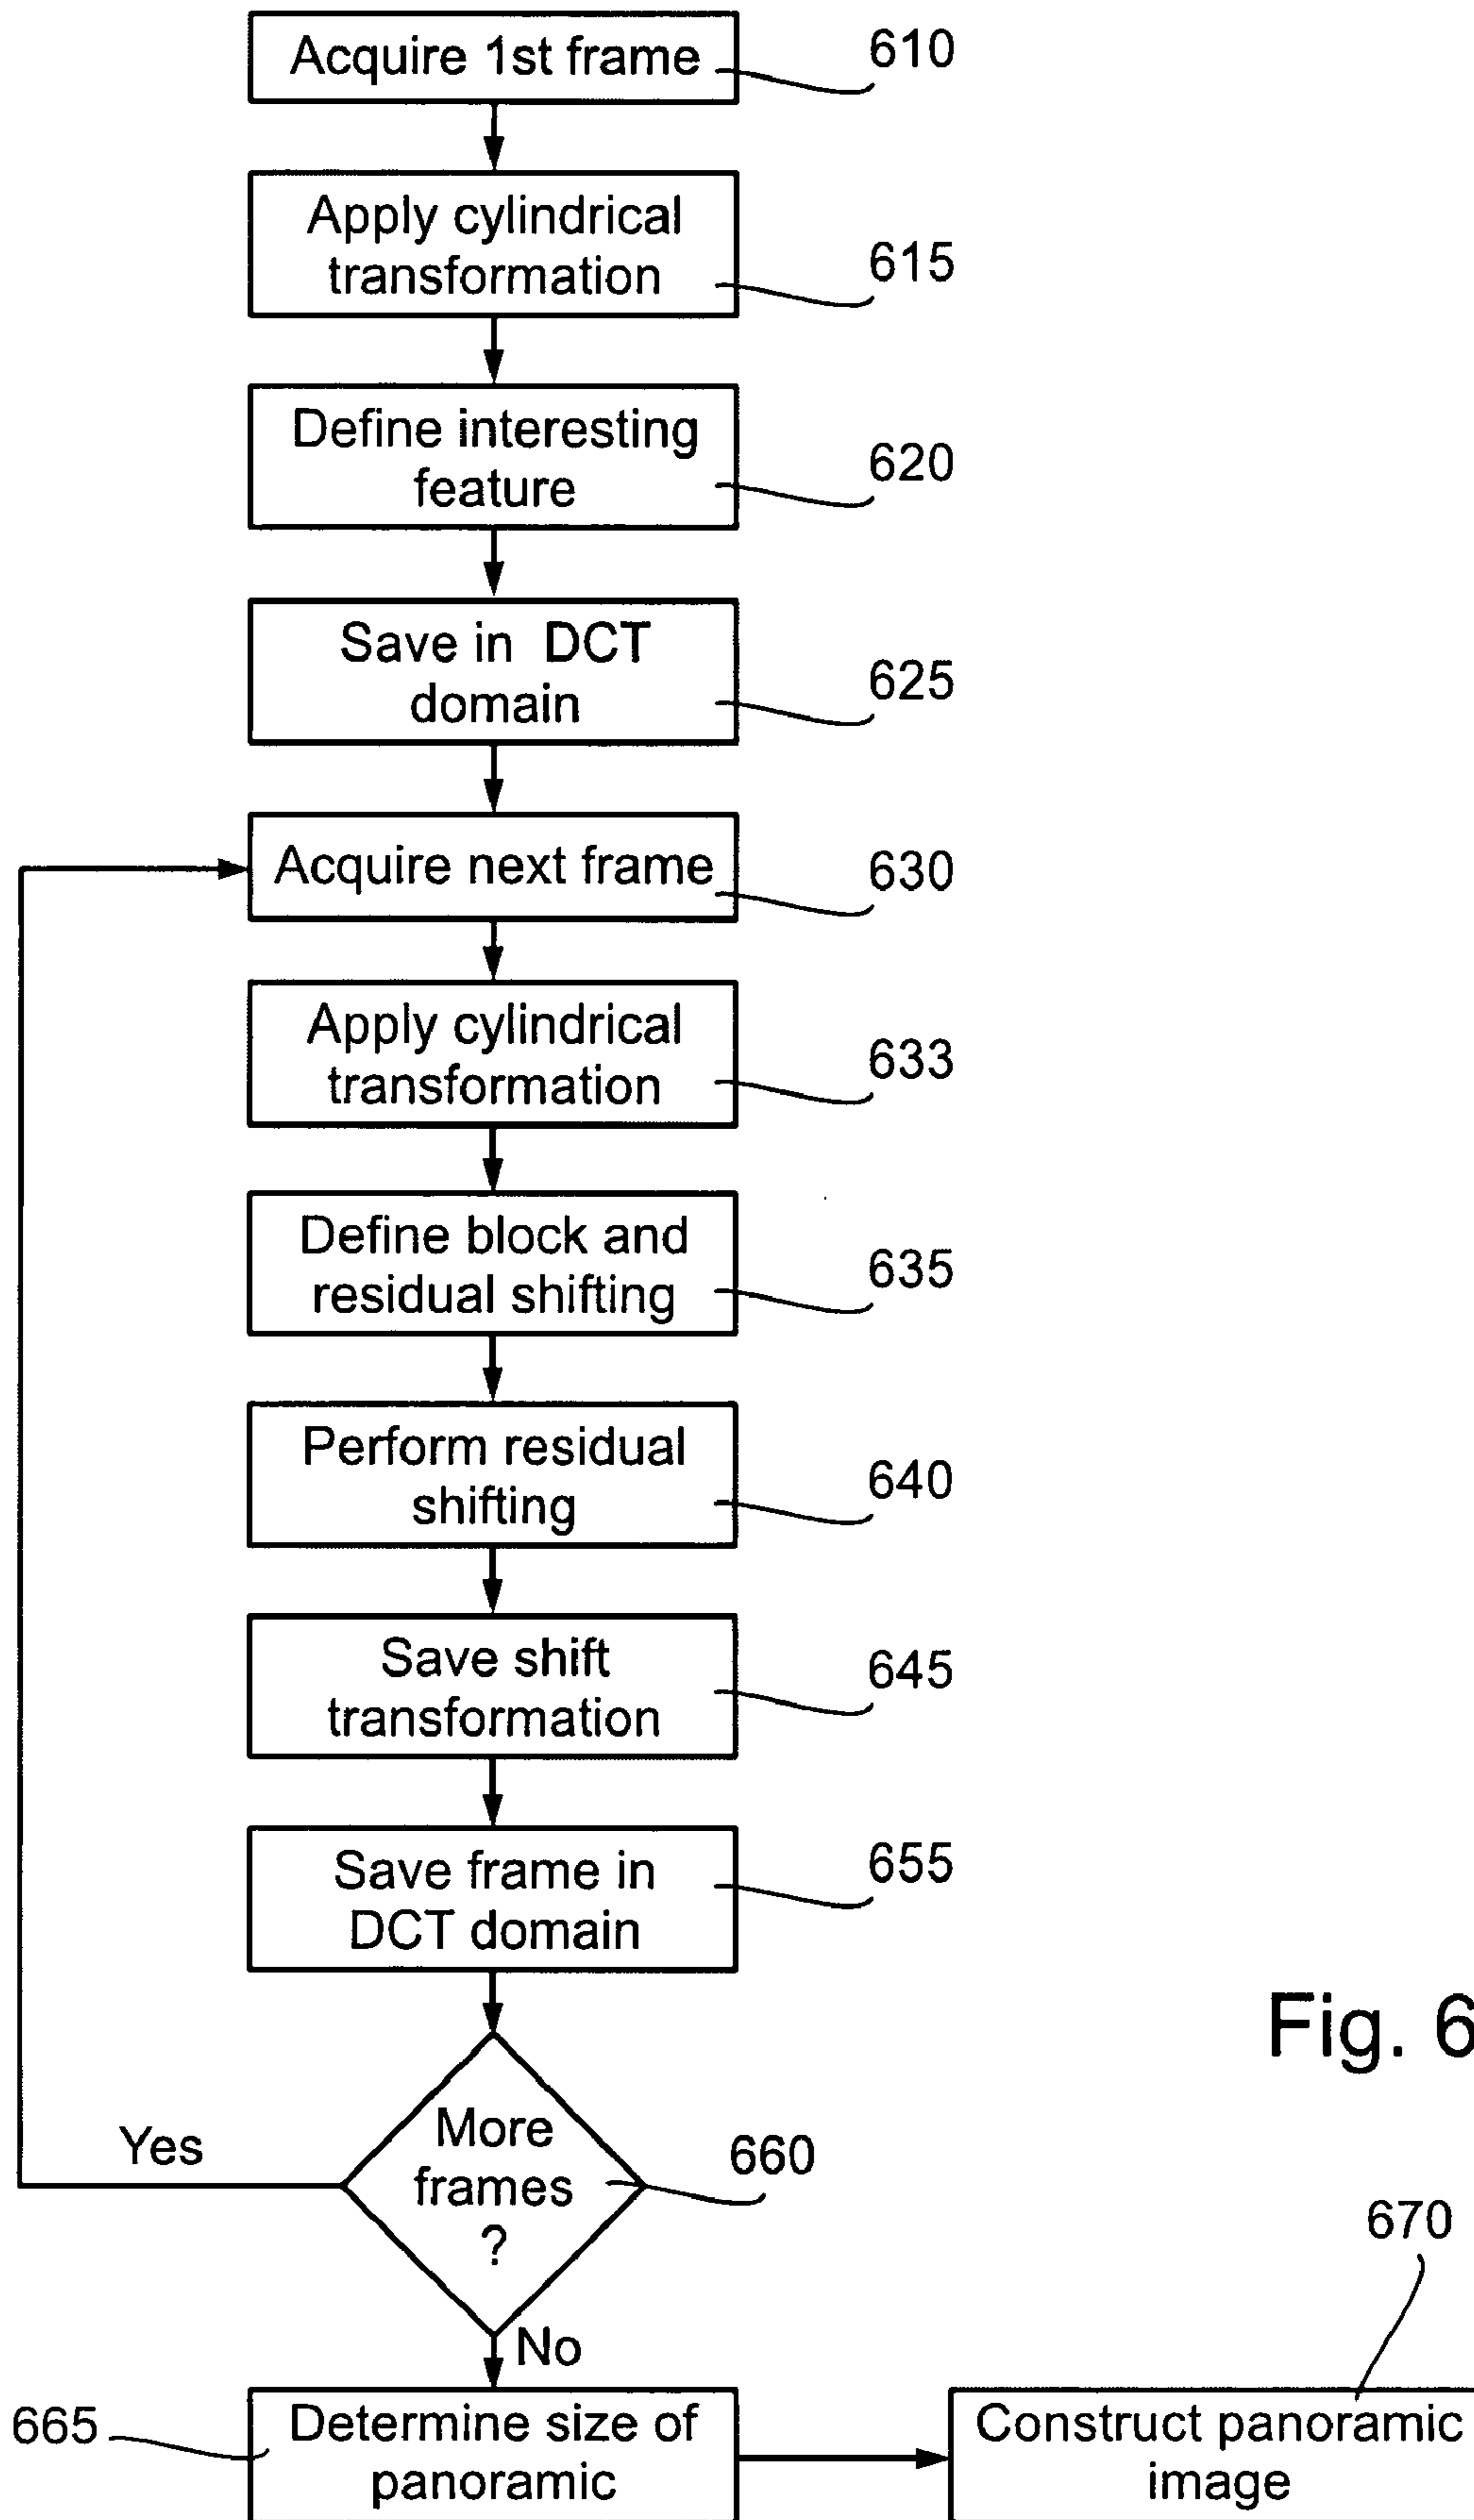 Acquire 1st frame
610
Apply cylindrical
transformation
615
Define interesting
feature
620
Save in DCT
domain
625
Acquire next frame
630
Apply cylindrical
transformation
633
Define block and
residual shifting
635
Perform residual
shifting
640
Save shift
transformation
645
Save frame in
DCT domain
655
Fig. 6
More
frames
?
660
Yes
No
670
665
Determine size of
panoramic
Construct panoramic
image